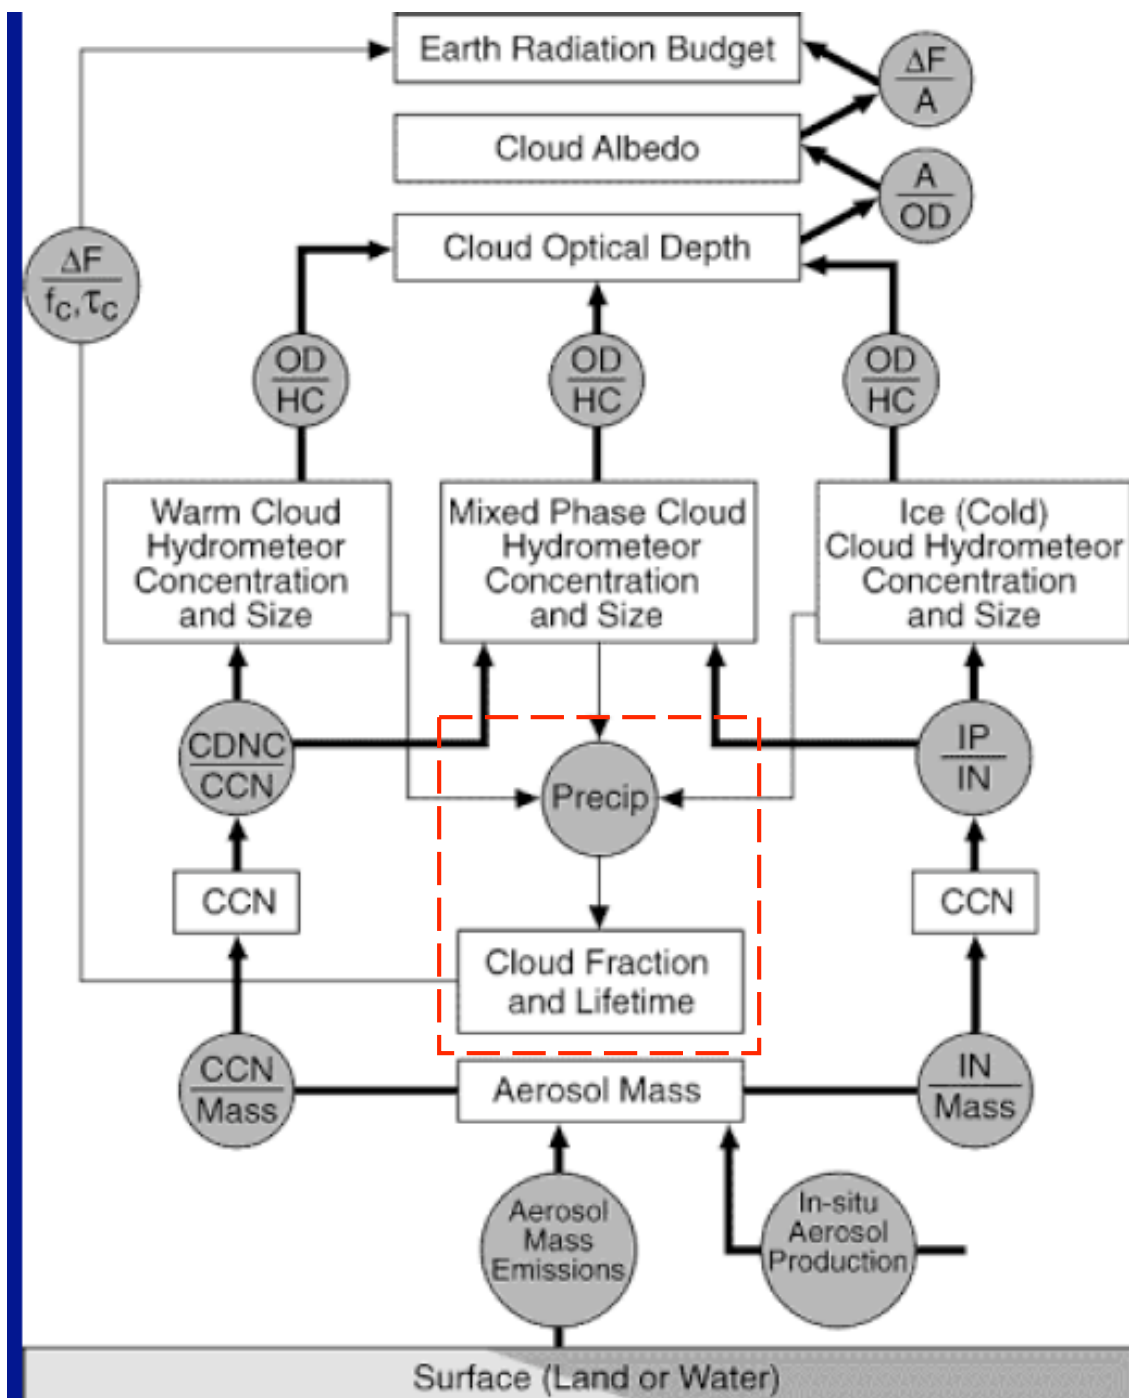 Earth Radiation Budget
ΔF
A
Cloud Albedo
A
OD
Cloud Optical Depth
ΔF
fC,τC
OD
HC
OD
HC
OD
HC
Warm Cloud
Hydrometeor
Concentration
and Size
Mixed Phase Cloud
Hydrometeor
Concentration
and Size
Ice (Cold)
Cloud Hydrometeor
Concentration
and Size
CDNC
CCN
Precip
IP
IN
CCN
CCN
Cloud Fraction
and Lifetime
CCN
Mass
Aerosol Mass
IN
Mass
Aerosol
Mass
Emissions
In-situ
Aerosol
Production
Surface (Land or Water)